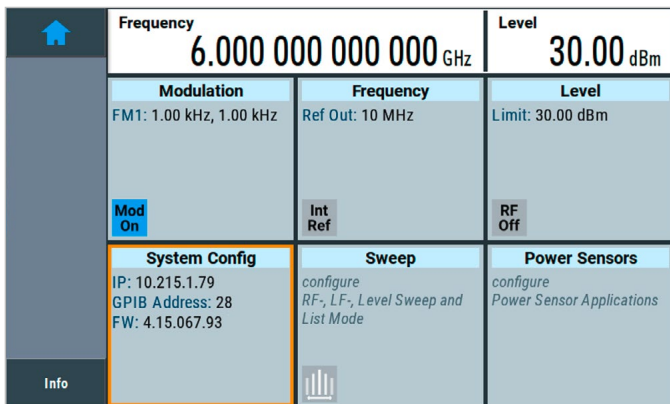 Frequency
6.000 000 000 000 GHz
Level
30.00 dBm
Modulation
FM1: 1.00 kHz, 1.00 kHz
Mod
On
Frequency
Ref Out: 10 MHz
Int
Ref
Level
Limit: 30.00 dBm
RF
Off
System Config
IP: 10.215.1.79
GPIB Address: 28
FW: 4.15.067.93
Sweep
configure
RF-, LF-, Level Sweep and
List Mode
Power Sensors
configure
Power Sensor Applications
Info